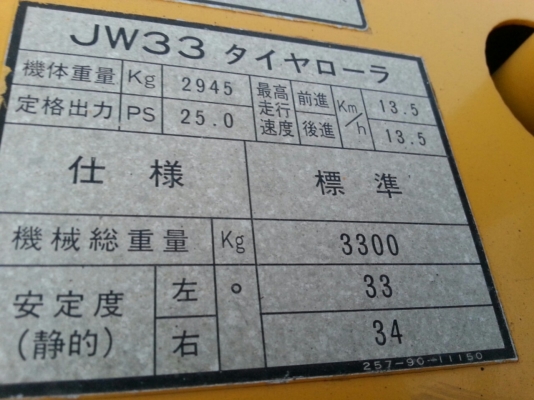 JW33 タイヤローラ
機体重量 Kg 2945 最高走行速度 前進 Km/h 13.5
定格出力 PS 25.0 後進 13.5
仕様 標準
機械総重量 Kg 3300
安定度(静的) 左 ° 33
右 34
257-90-11150